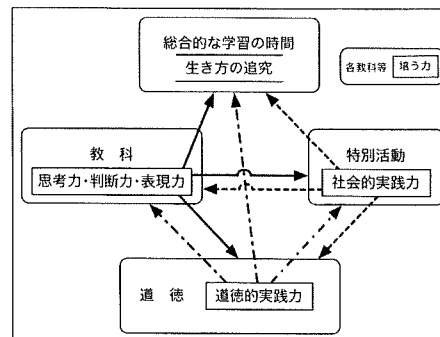 総合的な学習の時間
生き方の追究
各教科等 培う力
教 科
思考力・判断力・表現力
特別活動
社会的実践力
道 徳 道徳的実践力